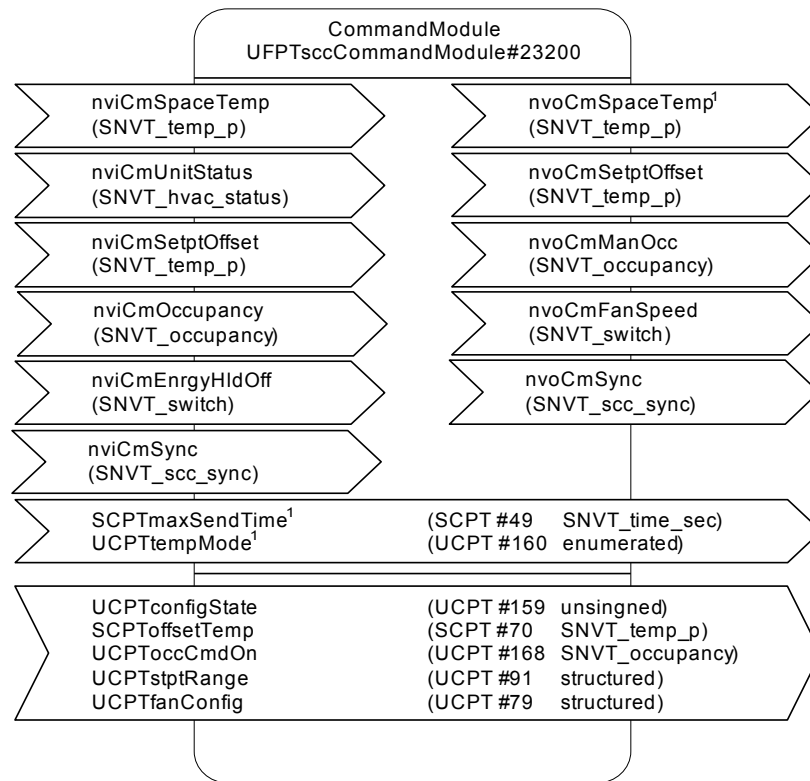 CommandModule
UFPTsccCommandModule#23200
nviCmSpaceTemp
(SNVT_temp_p)
nvoCmSpaceTemp¹
(SNVT_temp_p)
nviCmUnitStatus
(SNVT_hvac_status)
nvoCmSetptOffset
(SNVT_temp_p)
nviCmSetptOffset
(SNVT_temp_p)
nvoCmManOcc
(SNVT_occupancy)
nviCmOccupancy
(SNVT_occupancy)
nvoCmFanSpeed
(SNVT_switch)
nviCmEnrgyHldOff
(SNVT_switch)
nvoCmSync
(SNVT_scc_sync)
nviCmSync
(SNVT_scc_sync)
SCPTmaxSendTime¹ (SCPT #49 SNVT_time_sec)
UCPTtempMode¹ (UCPT #160 enumerated)
UCPTconfigState (UCPT #159 unsingned)
SCPToffsetTemp (SCPT #70 SNVT_temp_p)
UCPToccCmdOn (UCPT #168 SNVT_occupancy)
UCPTstptRange (UCPT #91 structured)
UCPTfanConfig (UCPT #79 structured)